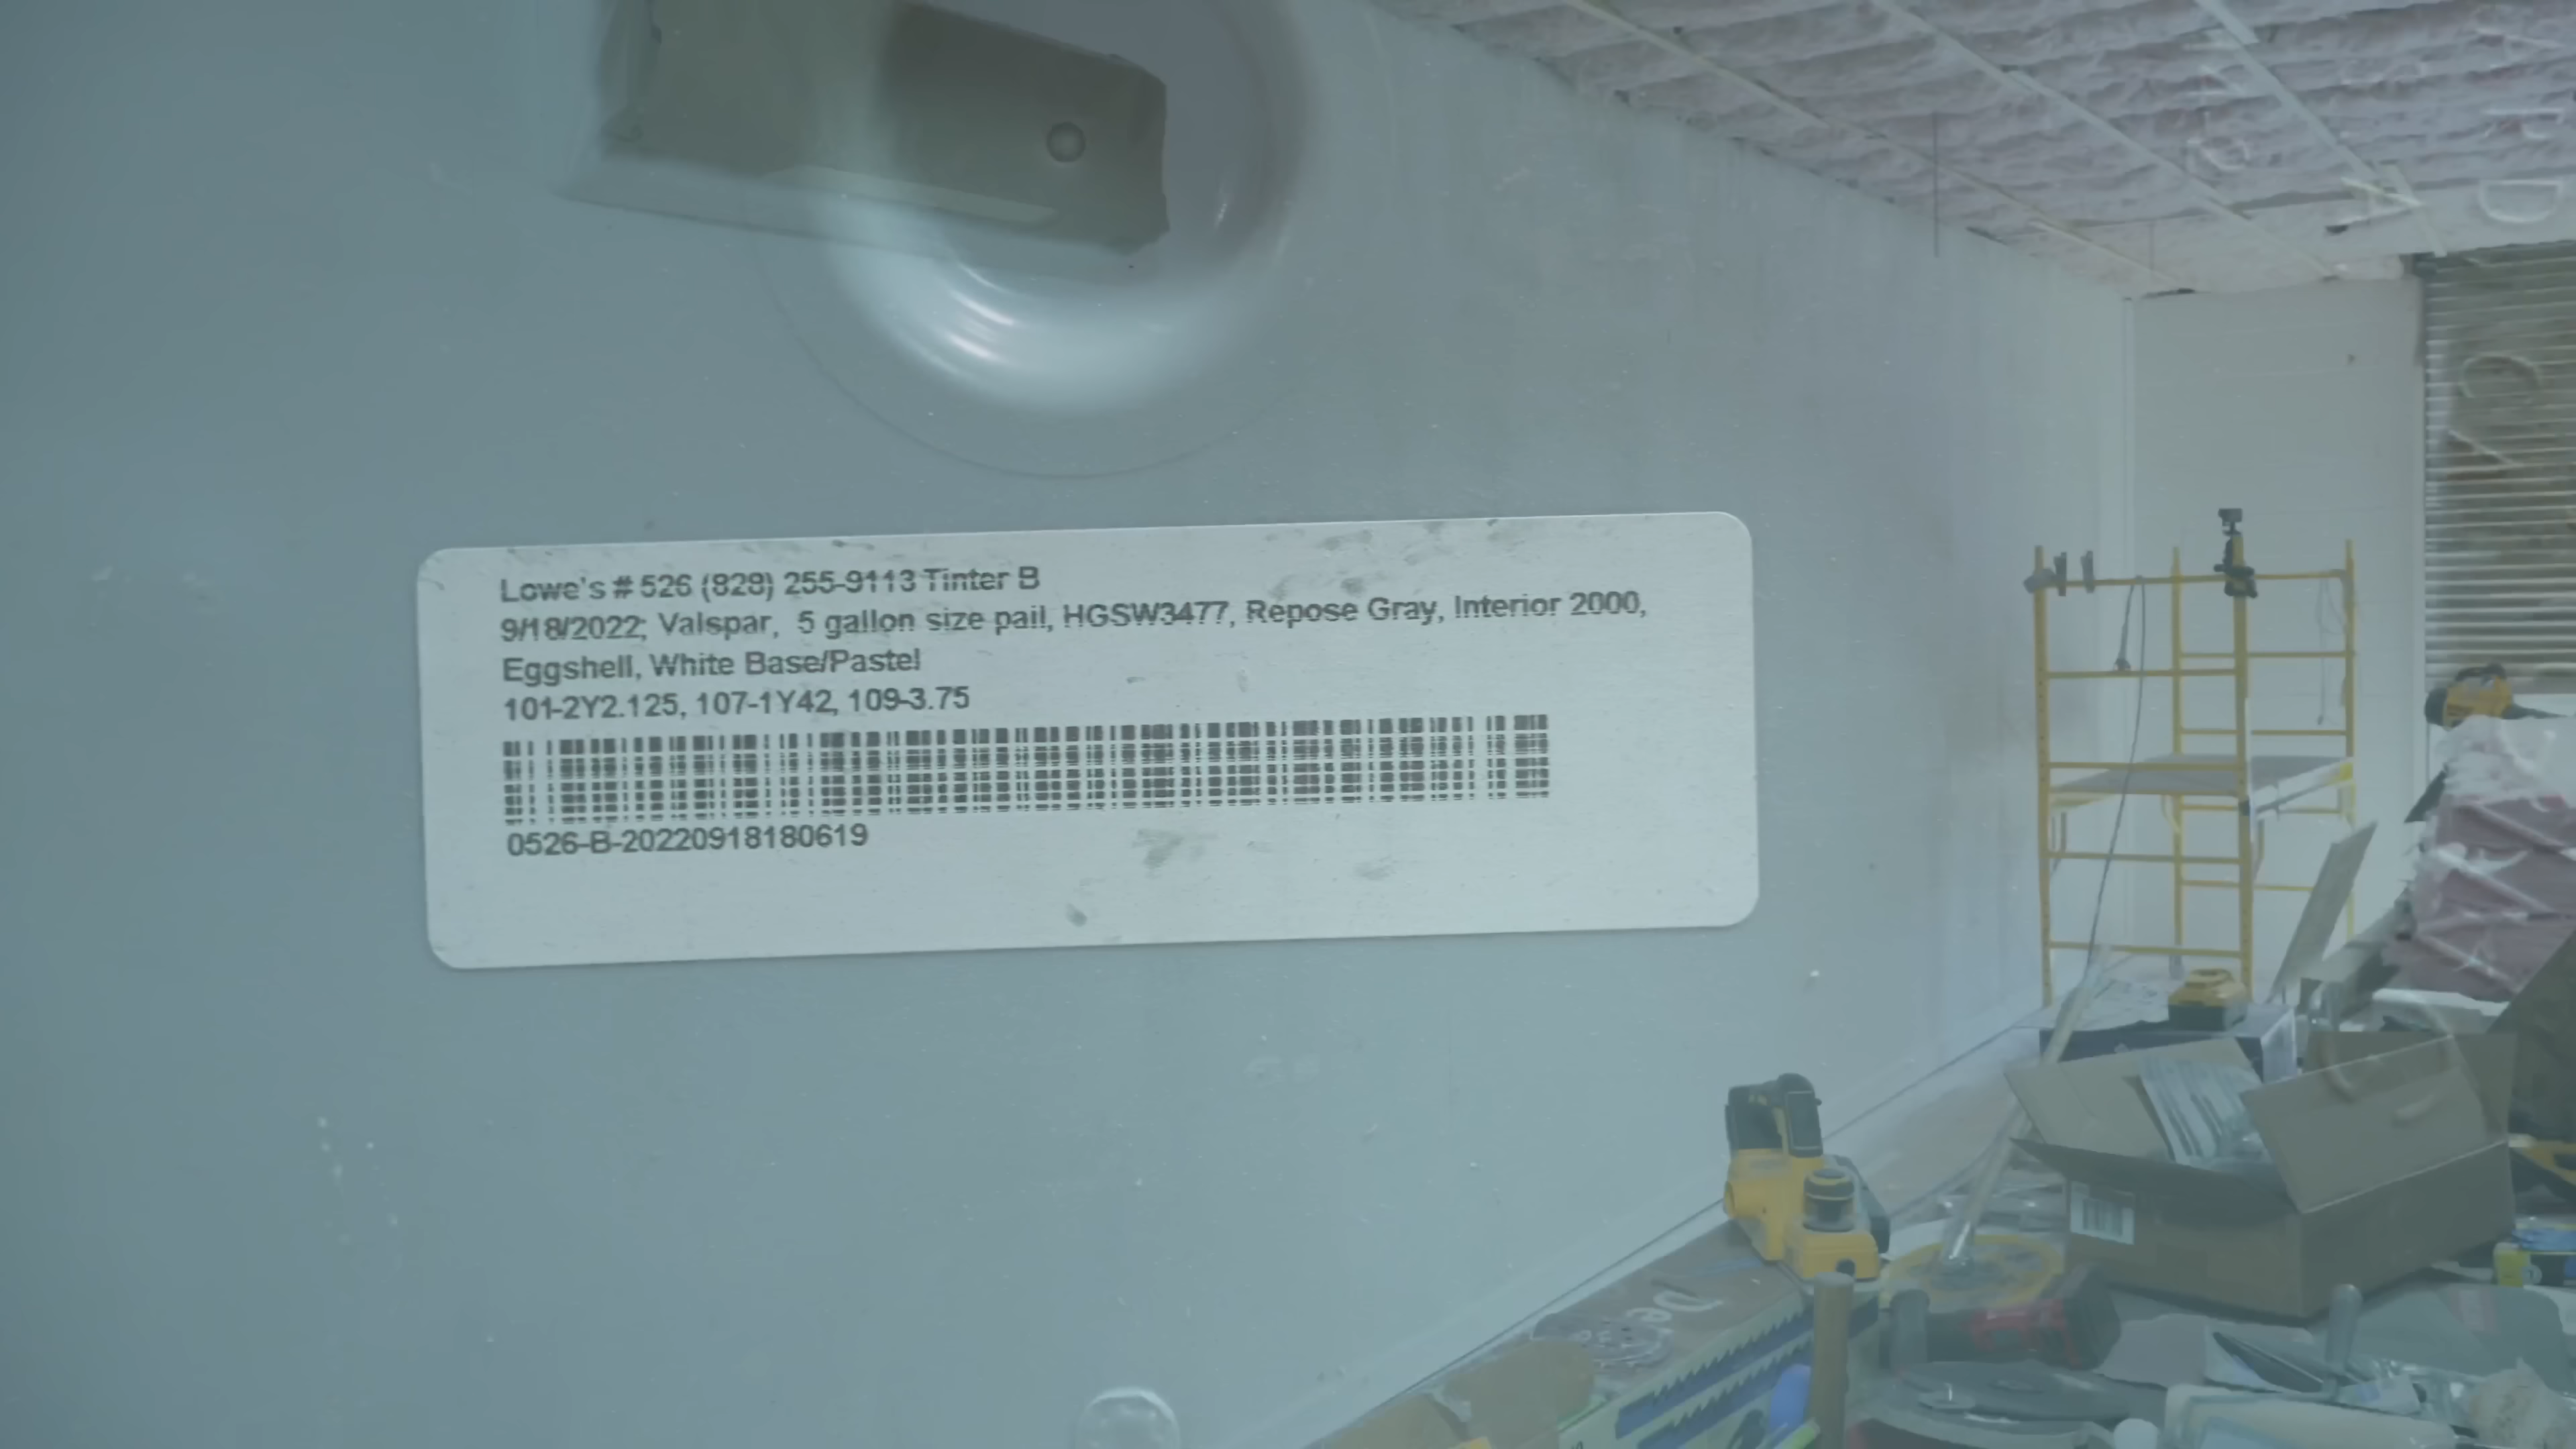 Lowe's # 526 (828) 255-9113 Tinter B
9/18/2022; Valspar, 5 gallon size pail, HGSW3477, Repose Gray, Interior 2000,
Eggshell, White Base/Pastel
101-2Y2.125, 107-1Y42, 109-3.75
0526-B-20220918180619
De